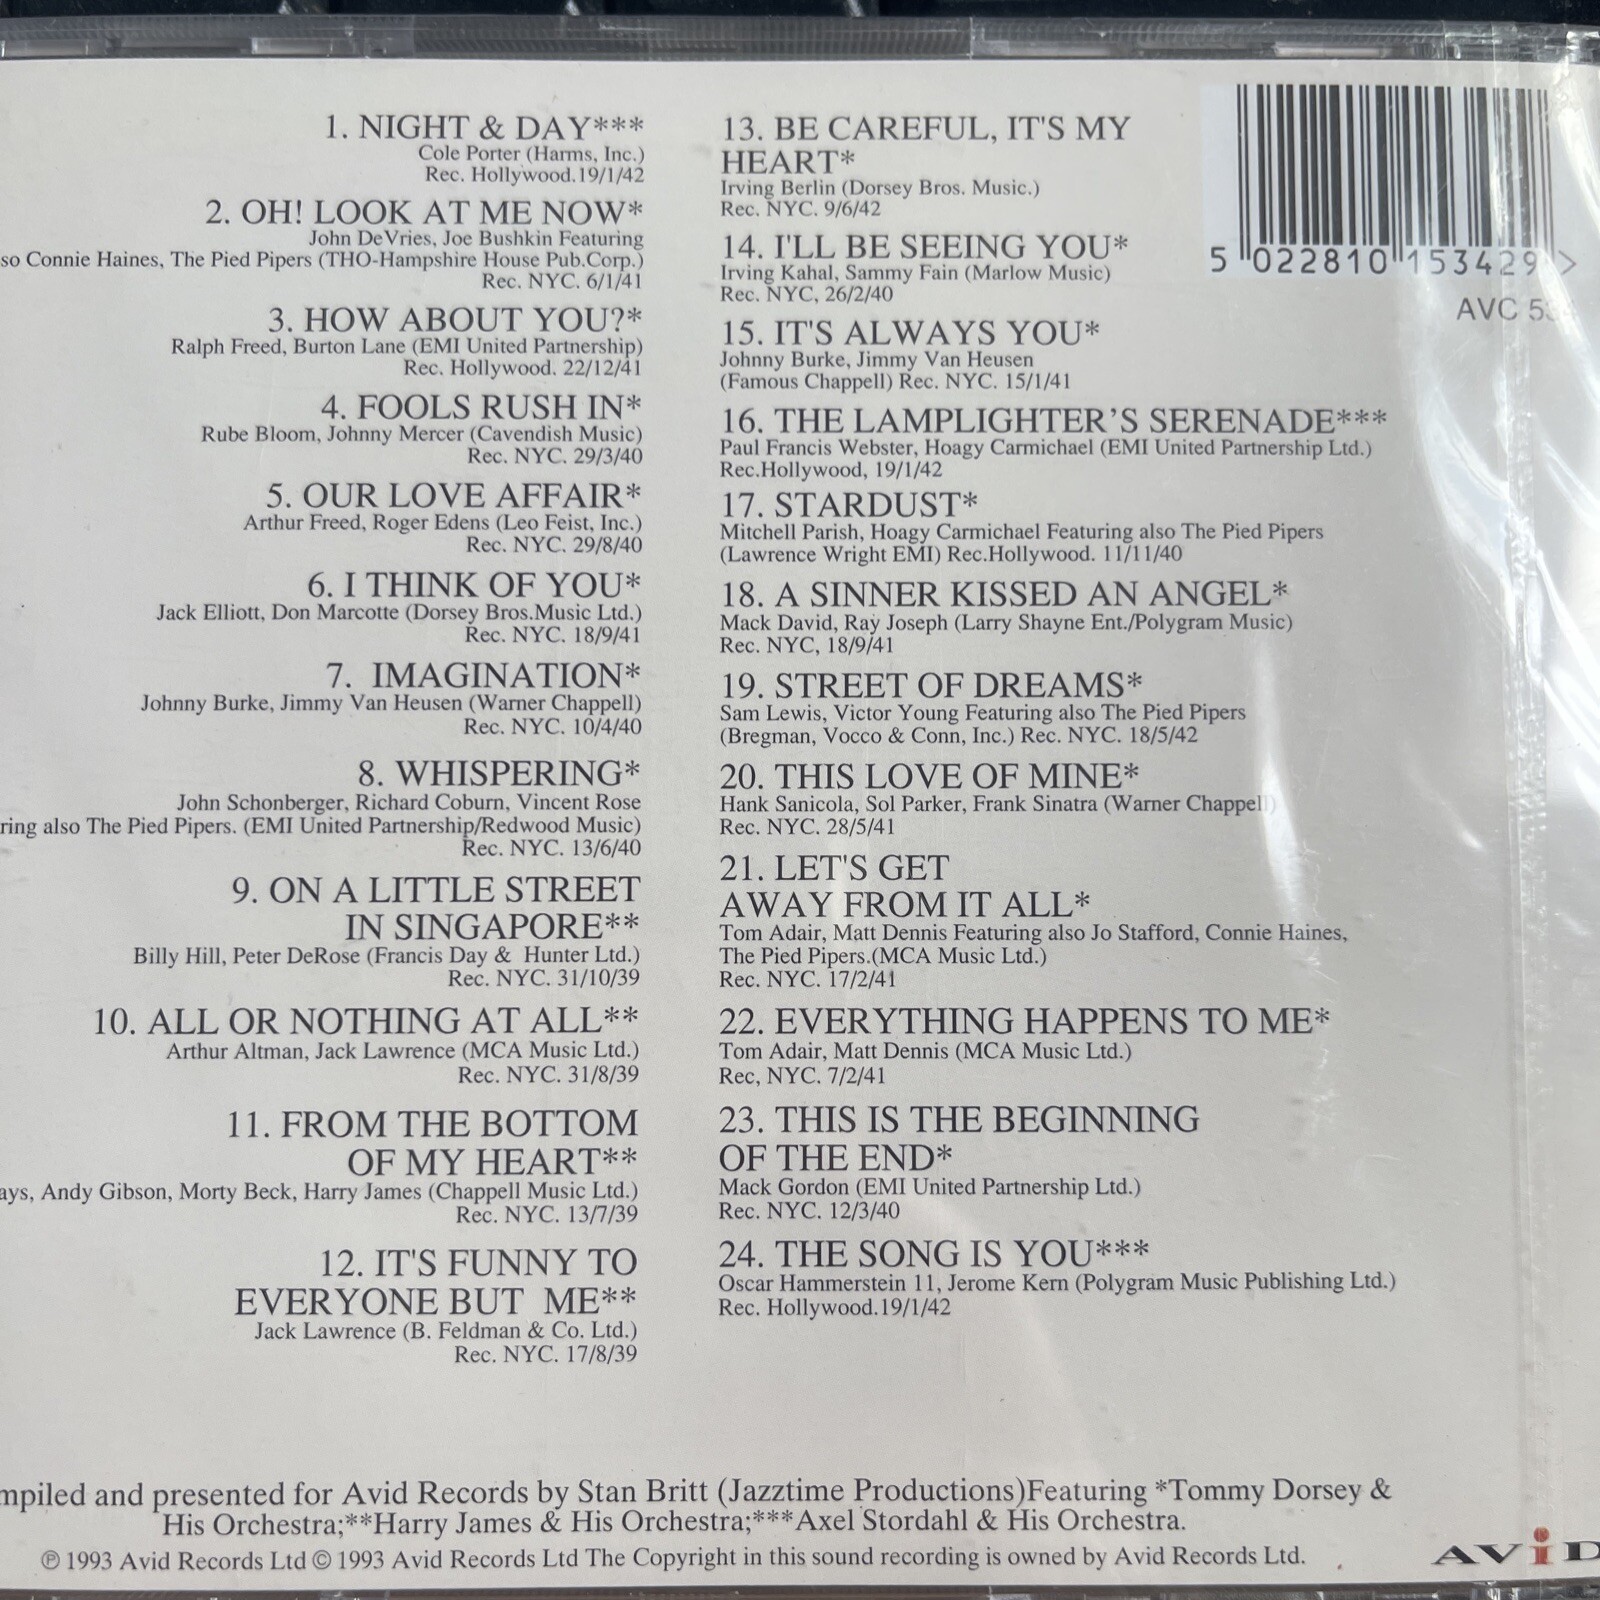 1. NIGHT & DAY***
Cole Porter (Harms, Inc.)
Rec. Hollywood.19/1/42
2. OH! LOOK AT ME NOW*
John DeVries, Joe Bushkin Featuring
so Connie Haines, The Pied Pipers (THO-Hampshire House Pub.Corp.)
Rec. NYC. 6/1/41
3. HOW ABOUT YOU?*
Ralph Freed, Burton Lane (EMI United Partnership)
Rec. Hollywood. 22/12/41
4. FOOLS RUSH IN*
Rube Bloom, Johnny Mercer (Cavendish Music)
Rec. NYC. 29/3/40
5. OUR LOVE AFFAIR*
Arthur Freed, Roger Edens (Leo Feist, Inc.)
Rec. NYC. 29/8/40
6. I THINK OF YOU*
Jack Elliott, Don Marcotte (Dorsey Bros.Music Ltd.)
Rec. NYC. 18/9/41
7. IMAGINATION*
Johnny Burke, Jimmy Van Heusen (Warner Chappell)
Rec. NYC. 10/4/40
8. WHISPERING*
John Schonberger, Richard Coburn, Vincent Rose
ring also The Pied Pipers. (EMI United Partnership/Redwood Music)
Rec. NYC. 13/6/40
9. ON A LITTLE STREET
IN SINGAPORE**
Billy Hill, Peter DeRose (Francis Day & Hunter Ltd.)
Rec. NYC. 31/10/39
10. ALL OR NOTHING AT ALL**
Arthur Altman, Jack Lawrence (MCA Music Ltd.)
Rec. NYC. 31/8/39
11. FROM THE BOTTOM
OF MY HEART**
ays, Andy Gibson, Morty Beck, Harry James (Chappell Music Ltd.)
Rec. NYC. 13/7/39
12. IT'S FUNNY TO
EVERYONE BUT ME**
Jack Lawrence (B. Feldman & Co. Ltd.)
Rec. NYC. 17/8/39
13. BE CAREFUL, IT'S MY
HEART*
Irving Berlin (Dorsey Bros. Music.)
Rec. NYC. 9/6/42
14. I'LL BE SEEING YOU*
Irving Kahal, Sammy Fain (Marlow Music)
Rec. NYC, 26/2/40
15. IT'S ALWAYS YOU*
Johnny Burke, Jimmy Van Heusen
(Famous Chappell) Rec. NYC. 15/1/41
16. THE LAMPLIGHTER'S SERENADE***
Paul Francis Webster, Hoagy Carmichael (EMI United Partnership Ltd.)
Rec.Hollywood, 19/1/42
17. STARDUST*
Mitchell Parish, Hoagy Carmichael Featuring also The Pied Pipers
(Lawrence Wright EMI) Rec.Hollywood. 11/11/40
18. A SINNER KISSED AN ANGEL*
Mack David, Ray Joseph (Larry Shayne Ent./Polygram Music)
Rec. NYC, 18/9/41
19. STREET OF DREAMS*
Sam Lewis, Victor Young Featuring also The Pied Pipers
(Bregman, Vocco & Conn, Inc.) Rec. NYC. 18/5/42
20. THIS LOVE OF MINE*
Hank Sanicola, Sol Parker, Frank Sinatra (Warner Chappell)
Rec. NYC. 28/5/41
21. LET'S GET
AWAY FROM IT ALL*
Tom Adair, Matt Dennis Featuring also Jo Stafford, Connie Haines,
The Pied Pipers.(MCA Music Ltd.)
Rec. NYC. 17/2/41
22. EVERYTHING HAPPENS TO ME*
Tom Adair, Matt Dennis (MCA Music Ltd.)
Rec, NYC. 7/2/41
23. THIS IS THE BEGINNING
OF THE END*
Mack Gordon (EMI United Partnership Ltd.)
Rec. NYC. 12/3/40
24. THE SONG IS YOU***
Oscar Hammerstein 11, Jerome Kern (Polygram Music Publishing Ltd.)
Rec. Hollywood.19/1/42
5 022810 153429 >
AVC
mpiled and presented for Avid Records by Stan Britt (Jazztime Productions)Featuring *Tommy Dorsey &
His Orchestra;**Harry James & His Orchestra;***Axel Stordahl & His Orchestra.
℗ 1993 Avid Records Ltd © 1993 Avid Records Ltd The Copyright in this sound recording is owned by Avid Records Ltd.
AViD